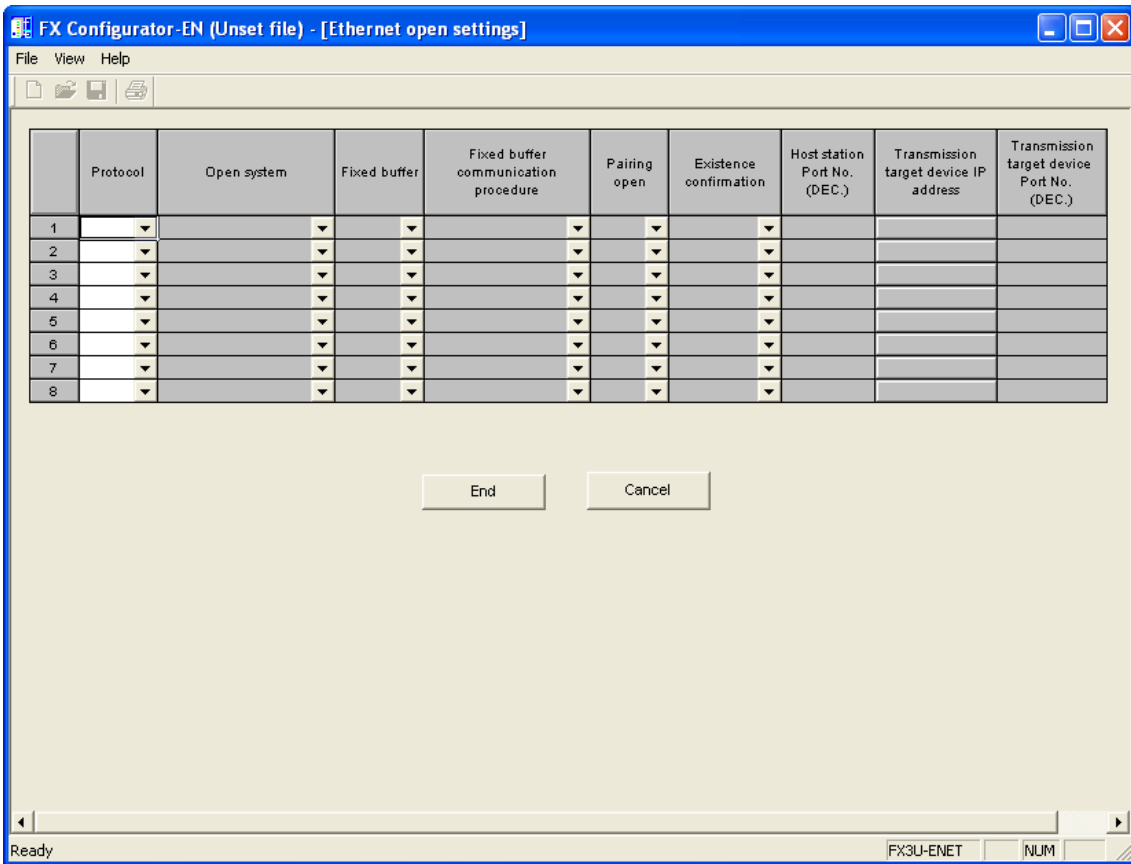 FX Configurator-EN (Unset file) - [Ethernet open settings]
File View Help
Protocol
Open system
Fixed buffer
Fixed buffer
communication
procedure
Pairing
open
Existence
confirmation
Host station
Port No.
(DEC.)
Transmission
target device IP
address
Transmission
target device
Port No.
(DEC.)
1
2
3
4
5
6
7
8
End
Cancel
Ready
FX3U-ENET
NUM